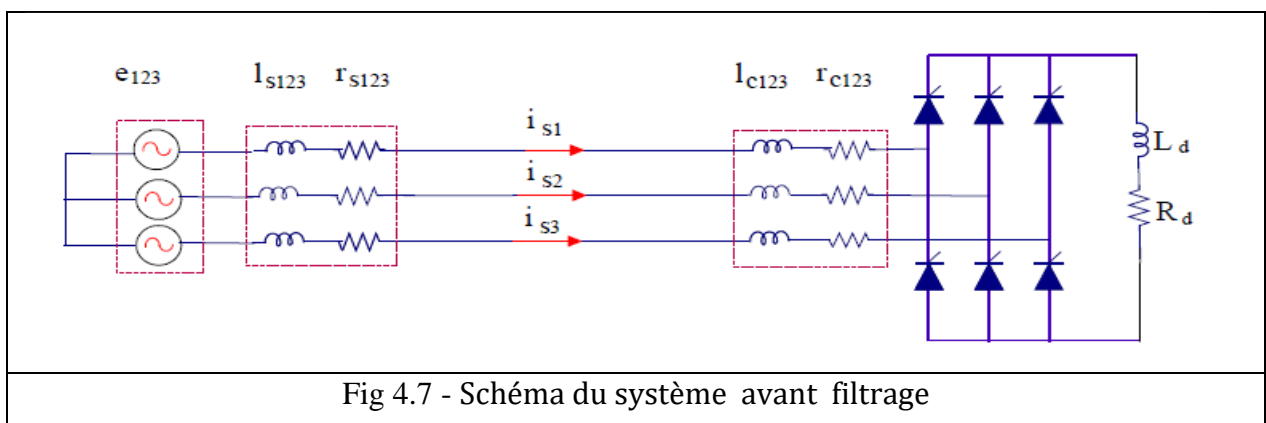 e123 ls123 rs123 lc123 rc123
is1
is2
is3
Ld
Rd
Fig 4.7 - Schéma du système avant filtrage